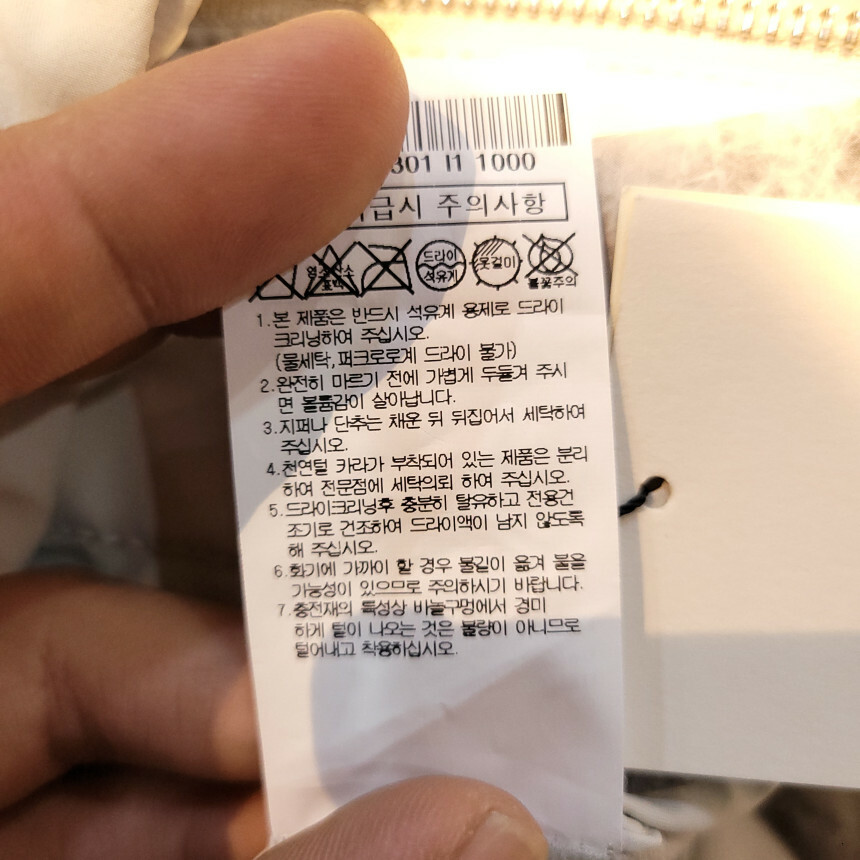 301 I1 1000
급시 주의사항
염소산소
표백
드라이
석유계
옷걸이
불꽃주의
1.본 제품은 반드시 석유계 용제로 드라이
크리닝하여 주십시오.
(물세탁,퍼크로로계 드라이 불가)
2.완전히 마르기 전에 가볍게 두들겨 주시
면 볼륨감이 살아납니다.
3.지퍼나 단추는 채운 뒤 뒤집어서 세탁하여
주십시오.
4.천연털 카라가 부착되어 있는 제품은 분리
하여 전문점에 세탁의뢰 하여 주십시오.
5.드라이크리닝후 충분히 탈유하고 전용건
조기로 건조하여 드라이액이 남지 않도록
해 주십시오.
6.화기에 가까이 할 경우 불길이 옮겨 붙을
가능성이 있으므로 주의하시기 바랍니다.
7.충전재의 특성상 바늘구멍에서 경미
하게 털이 나오는 것은 불량이 아니므로
털어내고 착용하십시오.